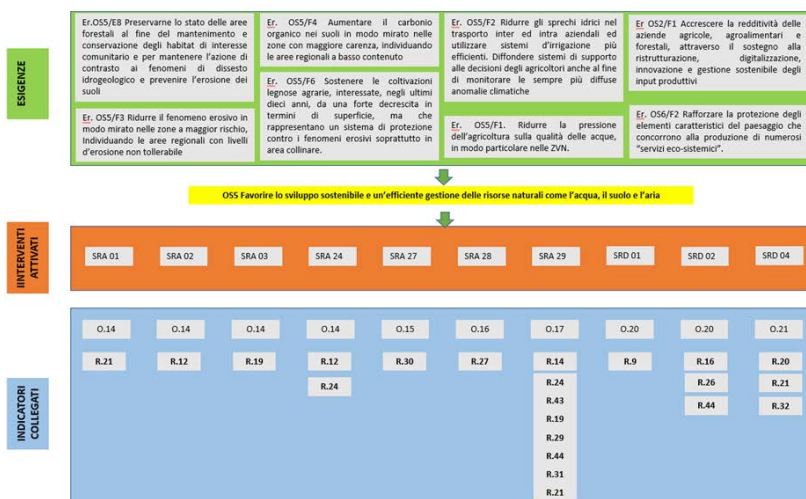 ESIGENZE
Er.OS5/E8 Preservarne lo stato delle aree
forestali al fine del mantenimento e
conservazione degli habitat di interesse
comunitario e per mantenere l'azione di
contrasto ai fenomeni di dissesto
idrogeologico e prevenire l'erosione dei
suoli
Er. OS5/F3 Ridurre il fenomeno erosivo in
modo mirato nelle zone a maggior rischio,
Individuando le aree regionali con livelli
d'erosione non tollerabile
Er. OS5/F4 Aumentare il carbonio
organico nei suoli in modo mirato nelle
zone con maggiore carenza, individuando
le aree regionali a basso contenuto
Er. OS5/F6 Sostenere le coltivazioni
legnose agrarie, interessate, negli ultimi
dieci anni, da una forte decrescita in
termini di superficie, ma che
rappresentano un sistema di protezione
contro i fenomeni erosivi soprattutto in
area collinare.
Er. OS5/F2 Ridurre gli sprechi idrici nel
trasporto inter ed intra aziendali ed
utilizzare sistemi d'irrigazione più
efficienti. Diffondere sistemi di supporto
alle decisioni degli agricoltori anche al fine
di monitorare le sempre più diffuse
anomalie climatiche
Er. OS5/F1. Ridurre la pressione
dell'agricoltura sulla qualità delle acque,
in modo particolare nelle ZVN.
Er OS2/F1 Accrescere la redditività delle
aziende agricole, agroalimentari e
forestali, attraverso il sostegno alla
ristrutturazione, digitalizzazione,
innovazione e gestione sostenibile degli
input produttivi
Er OS6/F2 Rafforzare la protezione degli
elementi caratteristici del paesaggio che
concorrono alla produzione di numerosi
"servizi eco-sistemici".
OS5 Favorire lo sviluppo sostenibile e un'efficiente gestione delle risorse naturali come l'acqua, il suolo e l'aria
IINTERVENTI
ATTIVATI
SRA 01 SRA 02 SRA 03 SRA 24 SRA 27 SRA 28 SRA 29 SRD 01 SRD 02 SRD 04
INDICATORI
COLLEGATI
O.14 O.14 O.14 O.14 O.15 O.16 O.17 O.20 O.20 O.21
R.21 R.12 R.19 R.12 R.30 R.27 R.14 R.9 R.16 R.20
R.24 R.24 R.26 R.21
R.43 R.44 R.32
R.19
R.29
R.44
R.31
R.21